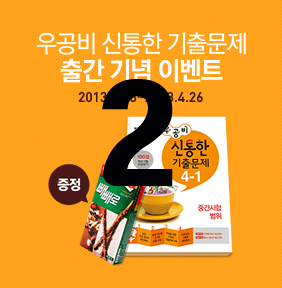 우공비 신통한 기출문제
출간 기념 이벤트
2013
.4.26
2
공비
신통한
기출문제
4-1
중간시험
범위
증정
빼빼로